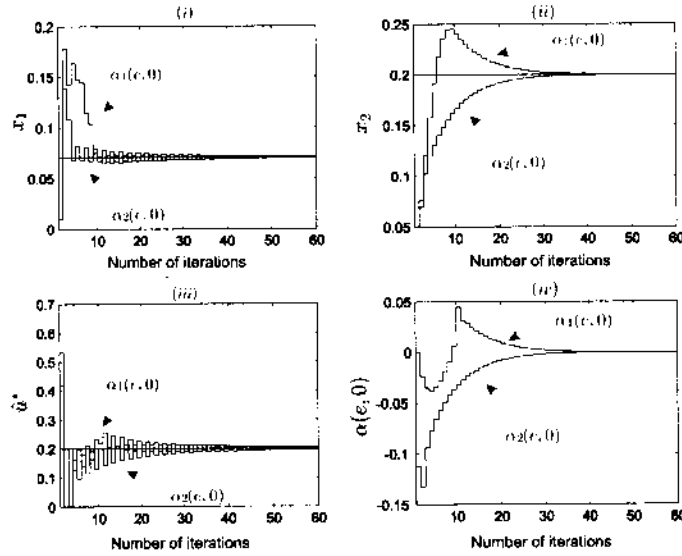 (i)
0.2
0.15
0.1
0.05
0
x₁
α₁(e,0)
α₂(e,0)
10 20 30 40 50 60
Number of iterations
(ii)
0.25
0.2
0.15
0.1
0.05
x₂
α₁(e,0)
α₂(e,0)
10 20 30 40 50 60
Number of iterations
(iii)
0.7
0.6
0.5
0.4
0.3
0.2
0.1
0
û*
α₁(e,0)
α₂(e,0)
10 20 30 40 50 60
Number of iterations
(iv)
0.05
0
-0.05
-0.1
-0.15
α(e,0)
α₁(e,0)
α₂(e,0)
10 20 30 40 50 60
Number of iterations